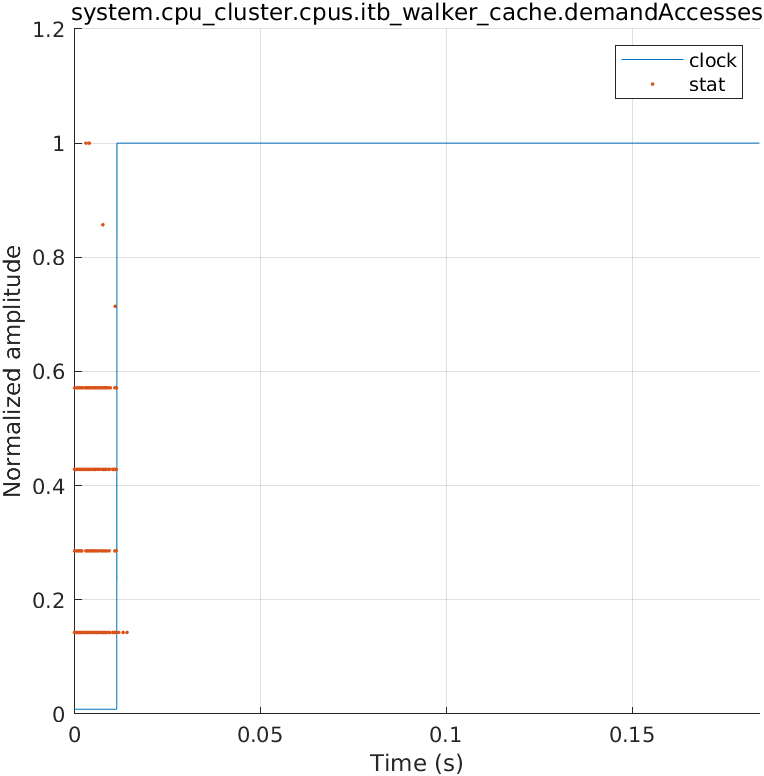 system.cpu_cluster.cpus.itb_walker_cache.demandAccesses
1.2
clock
stat
1
0.8
0.6
0.4
0.2
0
Normalized amplitude
0
0.05
0.1
0.15
Time (s)